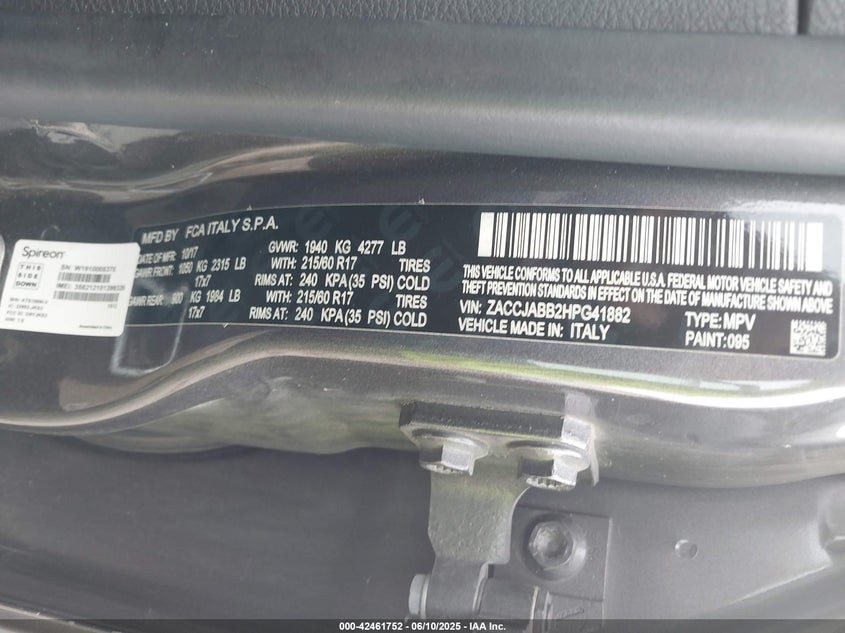 Spireon
THIS
SIDE
DOWN
MFD BY FCA ITALY S.P.A.
DATE OF MFR: 10/17
GVWR: 1940 KG 4277 LB
GAWR FRONT: 1050 KG 2315 LB
WITH: 215/60 R17 TIRES
17x7
RIMS AT: 240 KPA(35 PSI) COLD
GAWR REAR: 900 KG 1984 LB
WITH: 215/60 R17 TIRES
17x7
RIMS AT: 240 KPA(35 PSI) COLD
THIS VEHICLE CONFORMS TO ALL APPLICABLE U.S.A. FEDERAL MOTOR VEHICLE SAFETY AND
THEFT PREVENTION STANDARDS IN EFFECT ON THE DATE OF MANUFACTURE SHOWN ABOVE.
VIN: ZACCJABB2HPG41882
TYPE: MPV
VEHICLE MADE IN: ITALY
PAINT:095
000-42461752 - 06/10/2025 - IAA Inc.